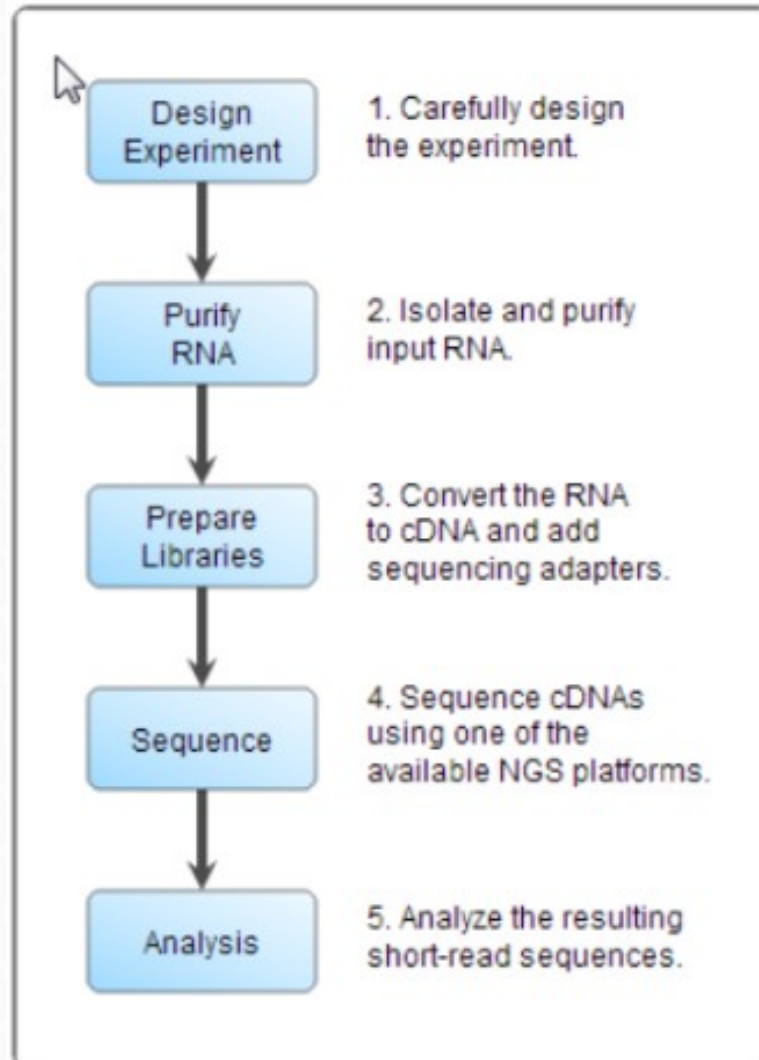 Design
Experiment
1. Carefully design
the experiment.
Purify
RNA
2. Isolate and purify
input RNA.
Prepare
Libraries
3. Convert the RNA
to cDNA and add
sequencing adapters.
Sequence
4. Sequence cDNAs
using one of the
available NGS platforms.
Analysis
5. Analyze the resulting
short-read sequences.